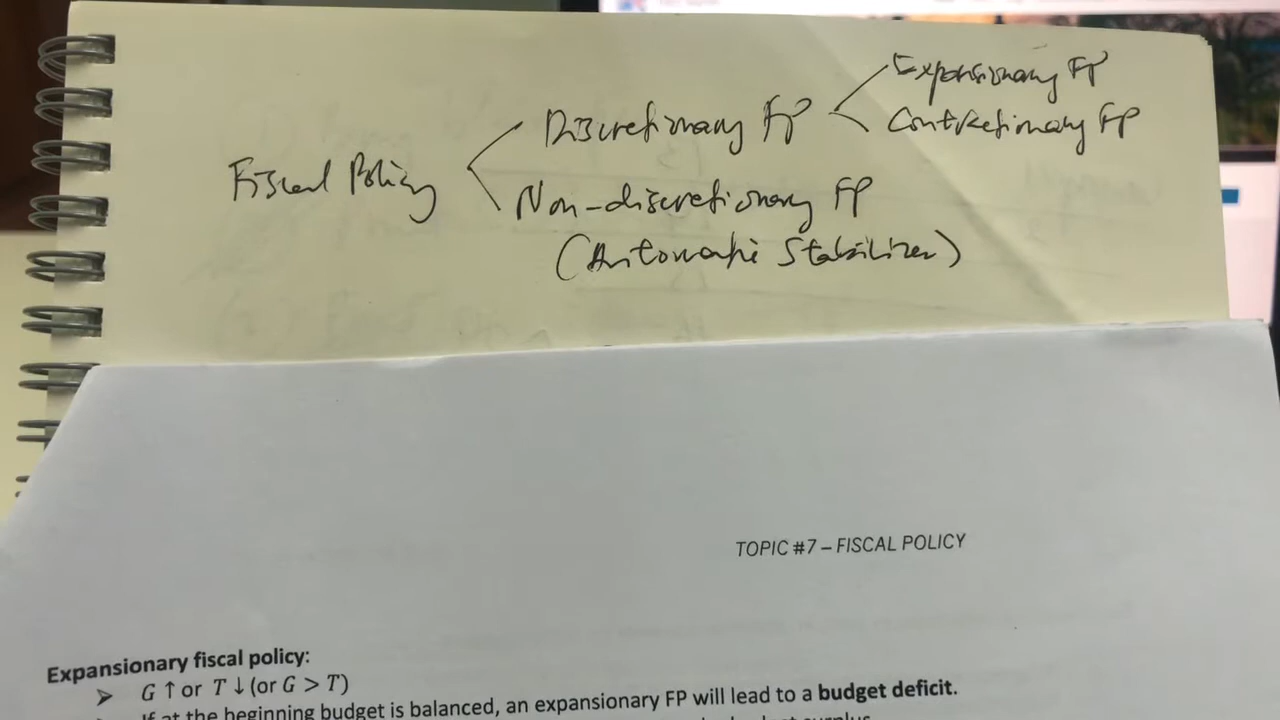 Expansionary FP
Discretionary FP
Contractionary FP
Fiscal Policy
Non-discretionary FP
(Automatic Stabilizer)
TOPIC #7 – FISCAL POLICY
Expansionary fiscal policy:
➤ G ↑ or T ↓ (or G > T)
If at the beginning budget is balanced, an expansionary FP will lead to a budget deficit.
surplus